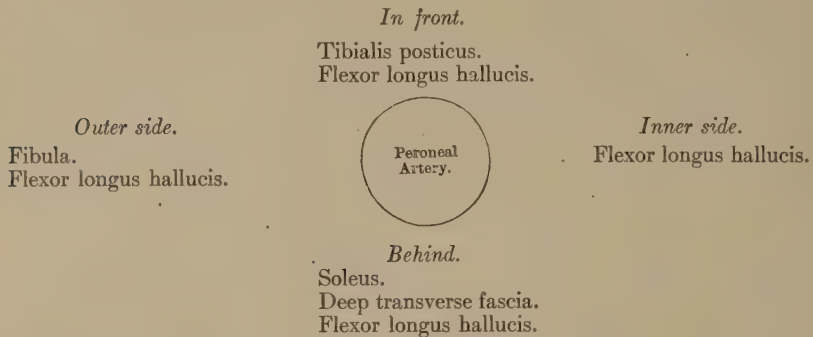 In front.
Tibialis posticus.
Flexor longus hallucis.
Outer side.
Fibula.
Flexor longus hallucis.
Peroneal
Artery.
Inner side.
Flexor longus hallucis.
Behind.
Soleus.
Deep transverse fascia.
Flexor longus hallucis.